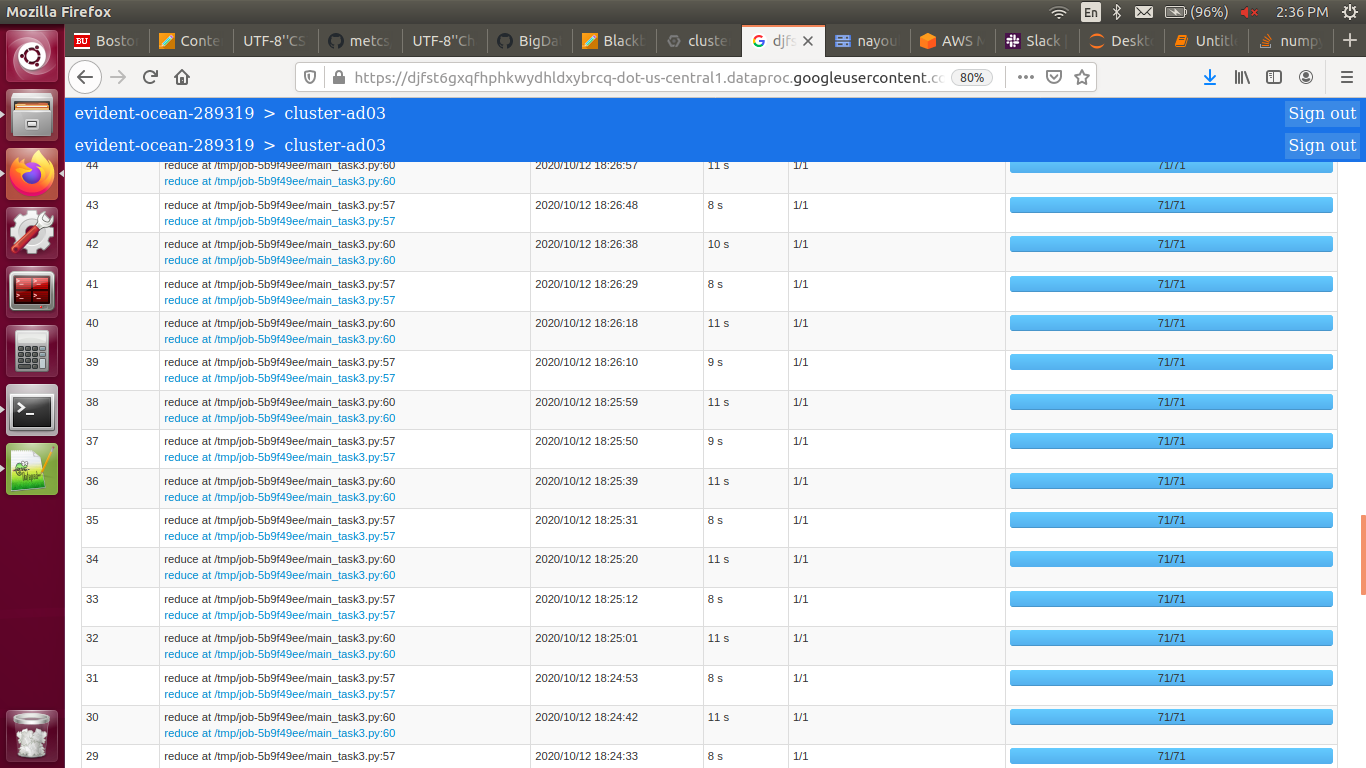 Mozilla Firefox
En
(96%)
2:36 PM
BU Bosto
Conte
UTF-8''CS
metcs
UTF-8''Ch
BigDa
Blackb
cluste
G djfs
nayou
AWS M
Slack |
Deskt
Untitl
numpy
https://djfst6gxqfhphkwydhldxybrcq-dot-us-central1.dataproc.googleusercontent.cc
80%
evident-ocean-289319 > cluster-ad03 Sign out
evident-ocean-289319 > cluster-ad03 Sign out
44 reduce at /tmp/job-5b9f49ee/main_task3.py:60 2020/10/12 18:26:57 11 s 1/1 71/71
reduce at /tmp/job-5b9f49ee/main_task3.py:60
43 reduce at /tmp/job-5b9f49ee/main_task3.py:57 2020/10/12 18:26:48 8 s 1/1 71/71
reduce at /tmp/job-5b9f49ee/main_task3.py:57
42 reduce at /tmp/job-5b9f49ee/main_task3.py:60 2020/10/12 18:26:38 10 s 1/1 71/71
reduce at /tmp/job-5b9f49ee/main_task3.py:60
41 reduce at /tmp/job-5b9f49ee/main_task3.py:57 2020/10/12 18:26:29 8 s 1/1 71/71
reduce at /tmp/job-5b9f49ee/main_task3.py:57
40 reduce at /tmp/job-5b9f49ee/main_task3.py:60 2020/10/12 18:26:18 11 s 1/1 71/71
reduce at /tmp/job-5b9f49ee/main_task3.py:60
39 reduce at /tmp/job-5b9f49ee/main_task3.py:57 2020/10/12 18:26:10 9 s 1/1 71/71
reduce at /tmp/job-5b9f49ee/main_task3.py:57
38 reduce at /tmp/job-5b9f49ee/main_task3.py:60 2020/10/12 18:25:59 11 s 1/1 71/71
reduce at /tmp/job-5b9f49ee/main_task3.py:60
37 reduce at /tmp/job-5b9f49ee/main_task3.py:57 2020/10/12 18:25:50 9 s 1/1 71/71
reduce at /tmp/job-5b9f49ee/main_task3.py:57
36 reduce at /tmp/job-5b9f49ee/main_task3.py:60 2020/10/12 18:25:39 11 s 1/1 71/71
reduce at /tmp/job-5b9f49ee/main_task3.py:60
35 reduce at /tmp/job-5b9f49ee/main_task3.py:57 2020/10/12 18:25:31 8 s 1/1 71/71
reduce at /tmp/job-5b9f49ee/main_task3.py:57
34 reduce at /tmp/job-5b9f49ee/main_task3.py:60 2020/10/12 18:25:20 11 s 1/1 71/71
reduce at /tmp/job-5b9f49ee/main_task3.py:60
33 reduce at /tmp/job-5b9f49ee/main_task3.py:57 2020/10/12 18:25:12 8 s 1/1 71/71
reduce at /tmp/job-5b9f49ee/main_task3.py:57
32 reduce at /tmp/job-5b9f49ee/main_task3.py:60 2020/10/12 18:25:01 11 s 1/1 71/71
reduce at /tmp/job-5b9f49ee/main_task3.py:60
31 reduce at /tmp/job-5b9f49ee/main_task3.py:57 2020/10/12 18:24:53 8 s 1/1 71/71
reduce at /tmp/job-5b9f49ee/main_task3.py:57
30 reduce at /tmp/job-5b9f49ee/main_task3.py:60 2020/10/12 18:24:42 11 s 1/1 71/71
reduce at /tmp/job-5b9f49ee/main_task3.py:60
29 reduce at /tmp/job-5b9f49ee/main_task3.py:57 2020/10/12 18:24:33 8 s 1/1 71/71